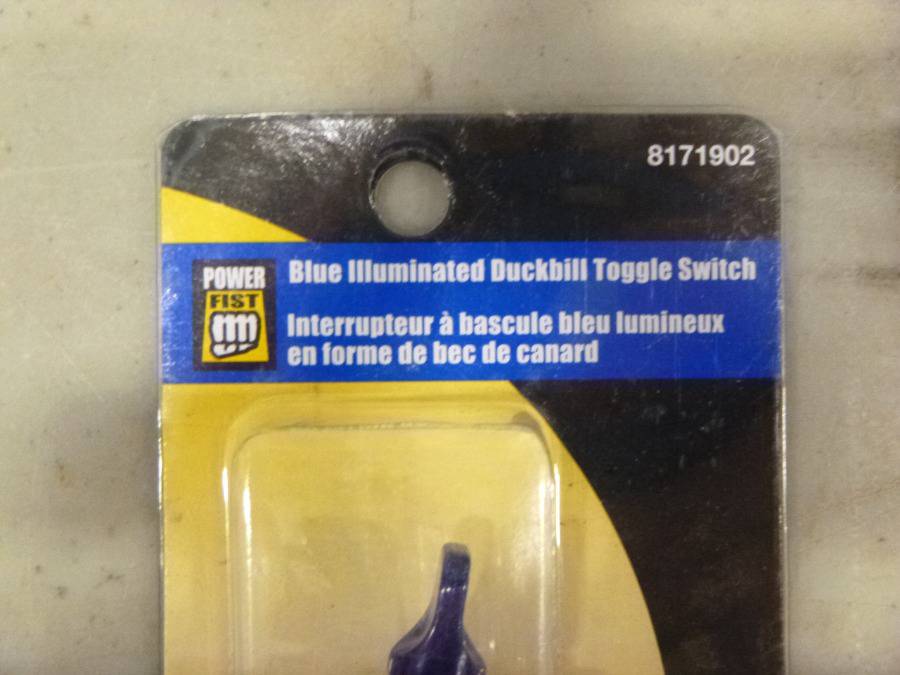 8171902
POWER
FIST
Blue Illuminated Duckbill Toggle Switch
Interrupteur à bascule bleu lumineux
en forme de bec de canard